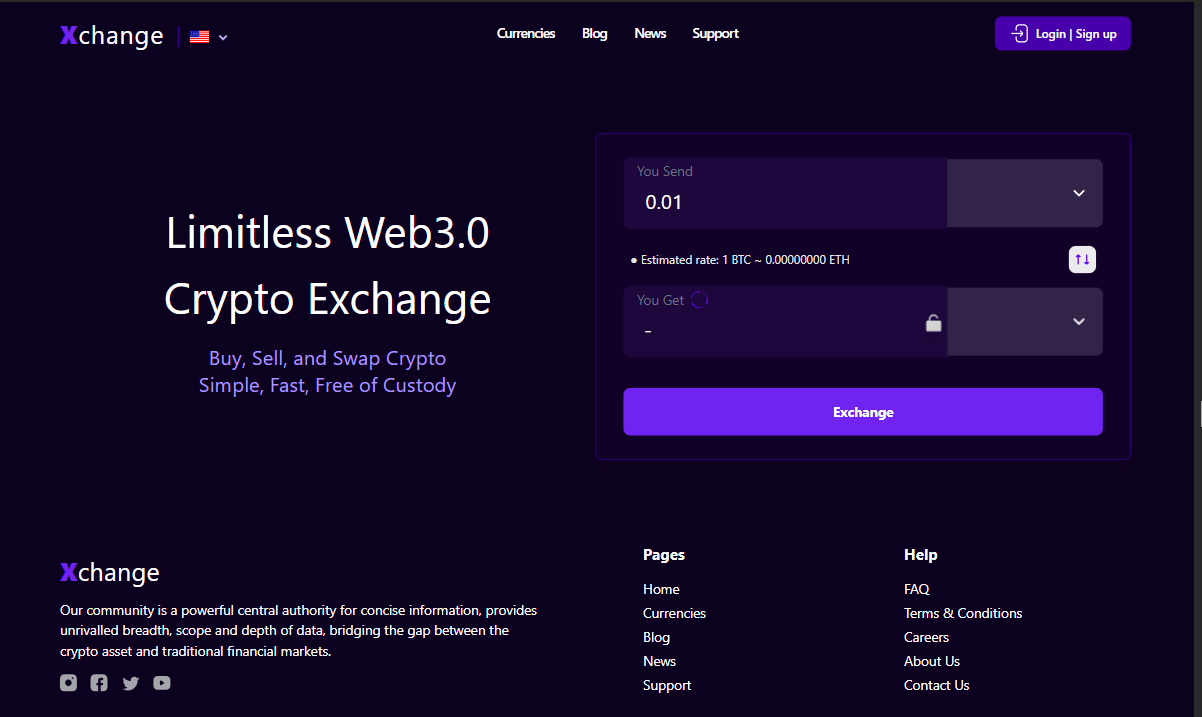 Xchange
Currencies Blog News Support
Login | Sign up
Limitless Web3.0
Crypto Exchange
Buy, Sell, and Swap Crypto
Simple, Fast, Free of Custody
You Send
0.01
Estimated rate: 1 BTC ~ 0.00000000 ETH
You Get
-
Exchange
Xchange
Our community is a powerful central authority for concise information, provides
unrivalled breadth, scope and depth of data, bridging the gap between the
crypto asset and traditional financial markets.
Pages
Home
Currencies
Blog
News
Support
Help
FAQ
Terms & Conditions
Careers
About Us
Contact Us